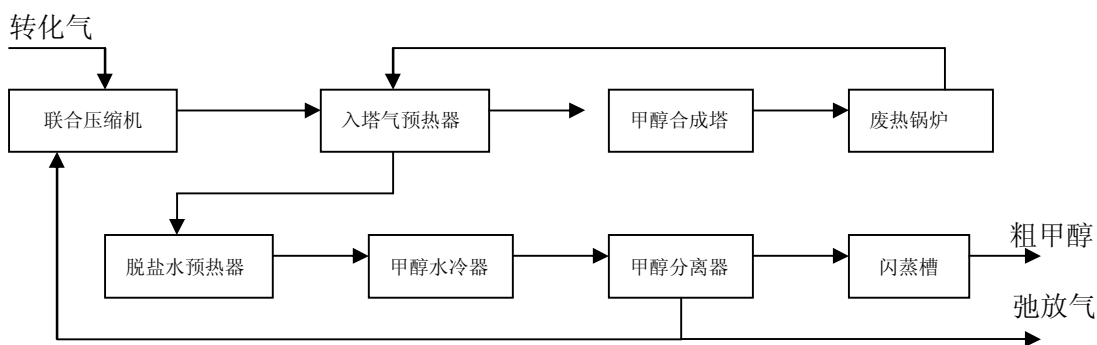 转化气
联合压缩机
入塔气预热器
甲醇合成塔
废热锅炉
脱盐水预热器
甲醇水冷器
甲醇分离器
闪蒸槽
粗甲醇
弛放气